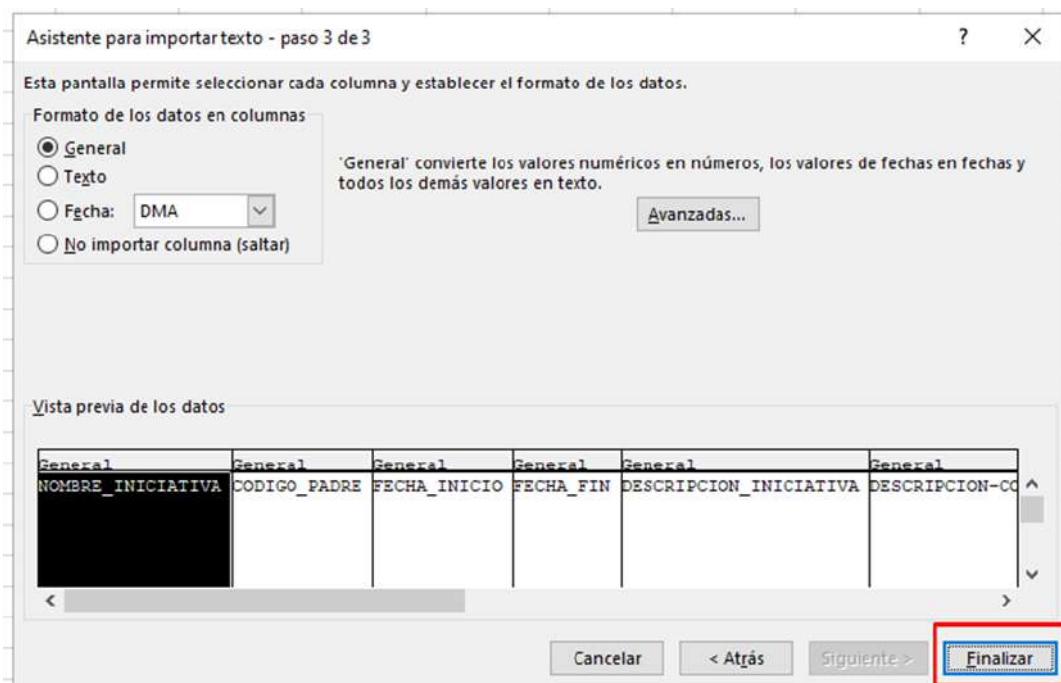 Asistente para importar texto - paso 3 de 3
?
Esta pantalla permite seleccionar cada columna y establecer el formato de los datos.
Formato de los datos en columnas
General
Texto
Fecha: DMA
No importar columna (saltar)
'General' convierte los valores numéricos en números, los valores de fechas en fechas y
todos los demás valores en texto.
Avanzadas...
Vista previa de los datos
General General General General General General
NOMBRE_INICIATIVA CODIGO_PADRE FECHA_INICIO FECHA_FIN DESCRIPCION_INICIATIVA DESCRIPCION-CO
Cancelar < Atrás Siguiente > Finalizar